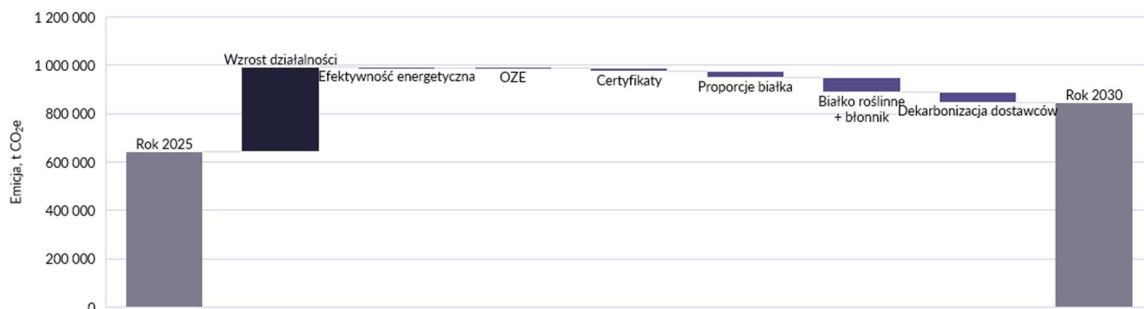 1 200 000
Wzrost działalności
1 000 000
Efektywność energetyczna
OZE
Certyfikaty
Proporcje białka
Białko roślinne
+ błonnik
Dekarbonizacja dostawców
Rok 2030
800 000
Rok 2025
600 000
400 000
200 000
0
Emicja, t CO₂e